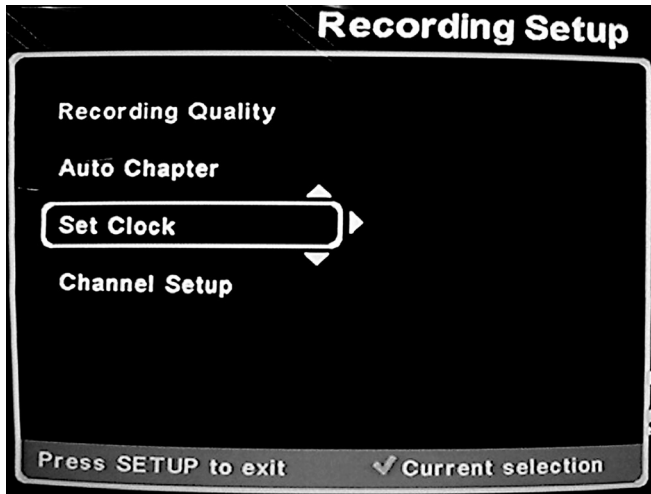 Recording Setup
Recording Quality
Auto Chapter
Set Clock
Channel Setup
Press SETUP to exit
Current selection